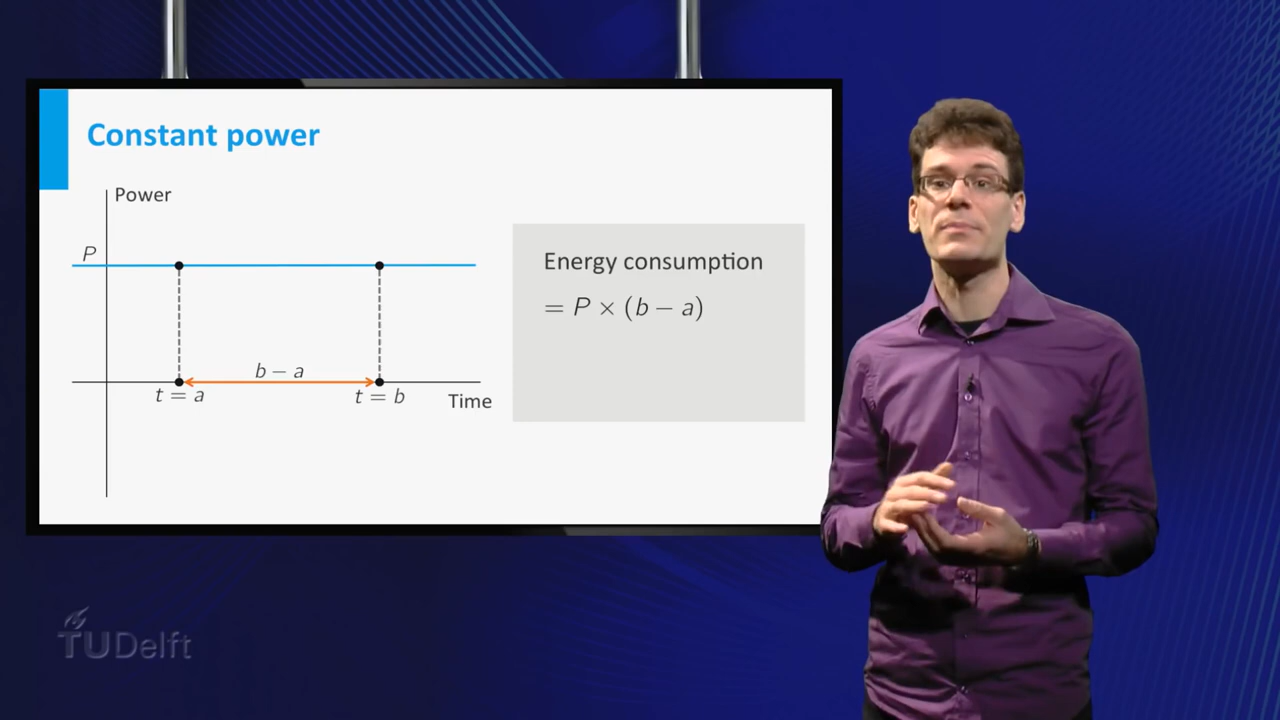 Constant power
Power
P
b − a
t = a
t = b
Time
Energy consumption
= P × (b − a)
TUDelft